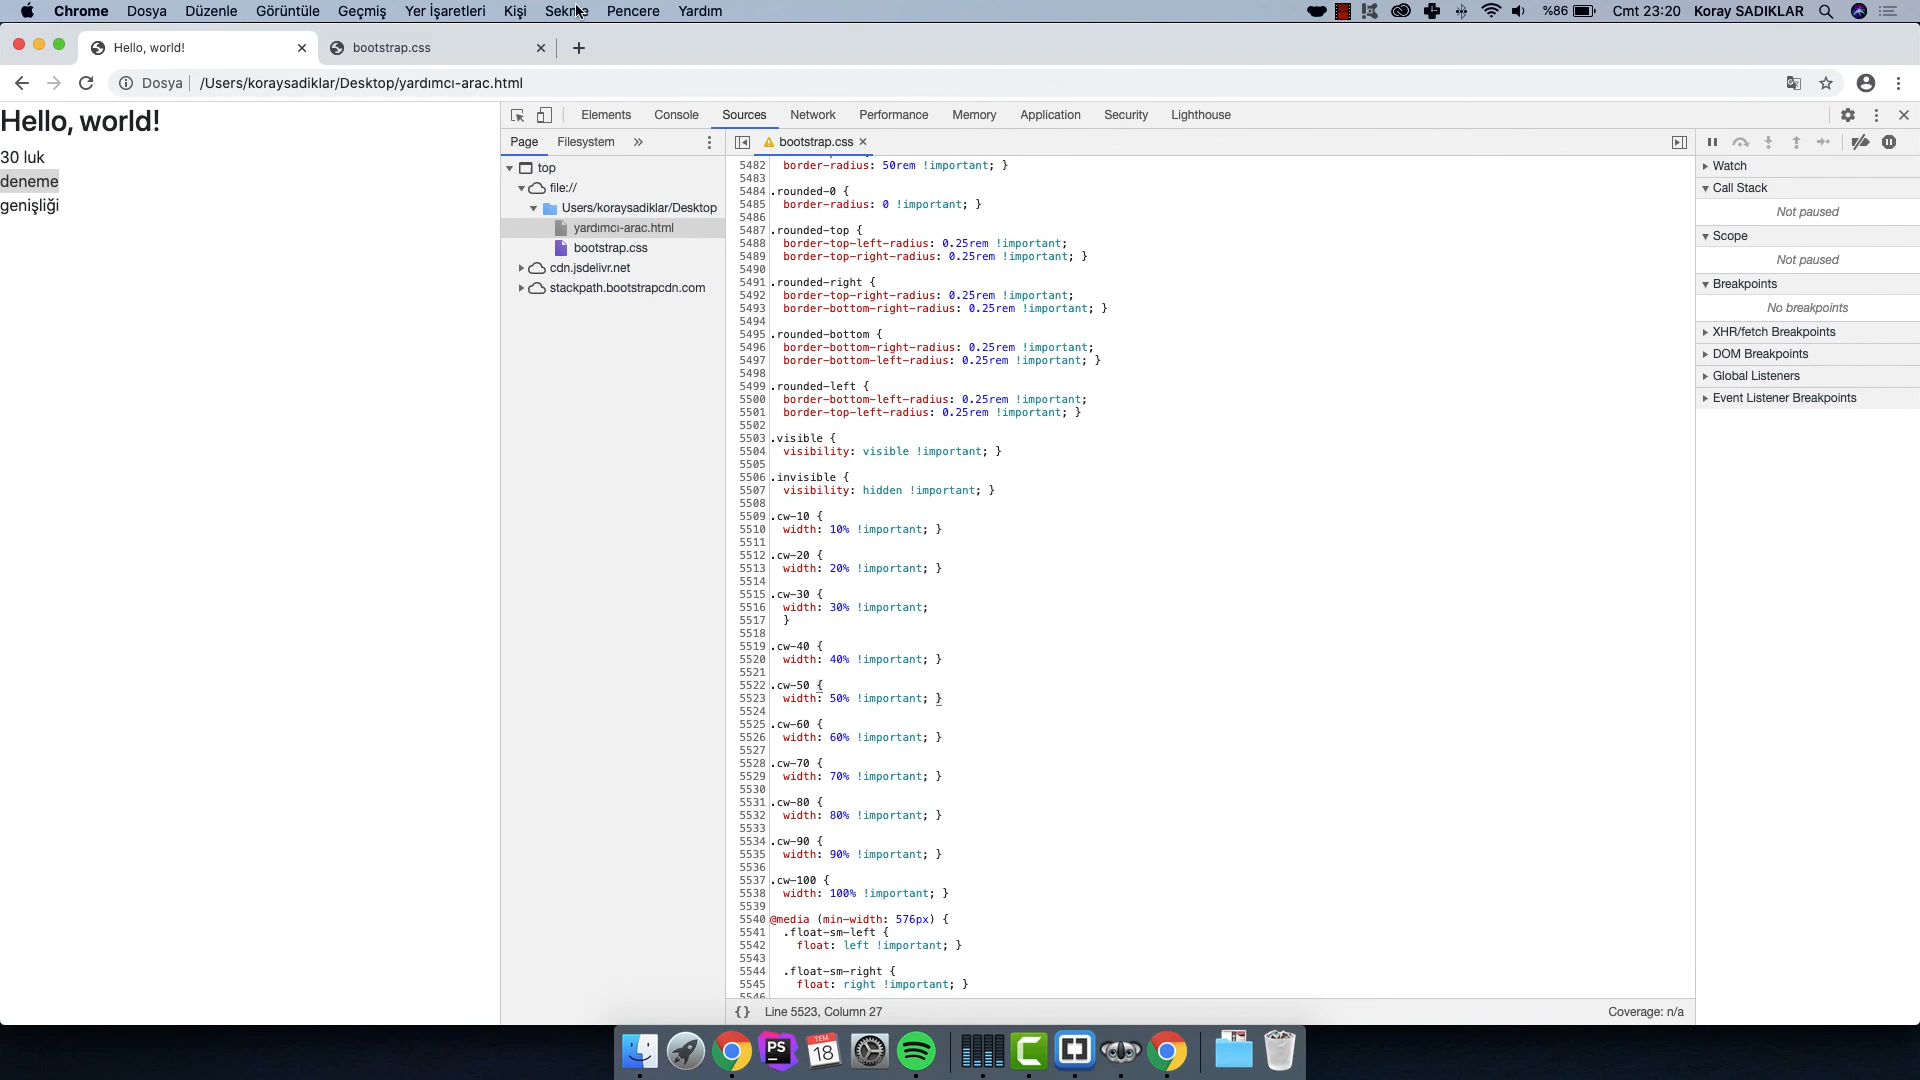 Chrome Dosya Düzenle Görüntüle Geçmiş Yer İşaretleri Kişi Sekme Pencere Yardım %86 Cmt 23:20 Koray SADIKLAR
Hello, world! bootstrap.css
Dosya /Users/koraysadiklar/Desktop/yardımcı-arac.html
Hello, world!
30 luk
deneme
genişliği
Elements Console Sources Network Performance Memory Application Security Lighthouse
Page Filesystem »
top
file://
Users/koraysadiklar/Desktop
yardımcı-arac.html
bootstrap.css
cdn.jsdelivr.net
stackpath.bootstrapcdn.com
bootstrap.css
5482 border-radius: 50rem !important; }
5483
5484 .rounded-0 {
5485 border-radius: 0 !important; }
5486
5487 .rounded-top {
5488 border-top-left-radius: 0.25rem !important;
5489 border-top-right-radius: 0.25rem !important; }
5490
5491 .rounded-right {
5492 border-top-right-radius: 0.25rem !important;
5493 border-bottom-right-radius: 0.25rem !important; }
5494
5495 .rounded-bottom {
5496 border-bottom-right-radius: 0.25rem !important;
5497 border-bottom-left-radius: 0.25rem !important; }
5498
5499 .rounded-left {
5500 border-bottom-left-radius: 0.25rem !important;
5501 border-top-left-radius: 0.25rem !important; }
5502
5503 .visible {
5504 visibility: visible !important; }
5505
5506 .invisible {
5507 visibility: hidden !important; }
5508
5509 .cw-10 {
5510 width: 10% !important; }
5511
5512 .cw-20 {
5513 width: 20% !important; }
5514
5515 .cw-30 {
5516 width: 30% !important;
5517 }
5518
5519 .cw-40 {
5520 width: 40% !important; }
5521
5522 .cw-50 {
5523 width: 50% !important; }
5524
5525 .cw-60 {
5526 width: 60% !important; }
5527
5528 .cw-70 {
5529 width: 70% !important; }
5530
5531 .cw-80 {
5532 width: 80% !important; }
5533
5534 .cw-90 {
5535 width: 90% !important; }
5536
5537 .cw-100 {
5538 width: 100% !important; }
5539
5540 @media (min-width: 576px) {
5541 .float-sm-left {
5542 float: left !important; }
5543
5544 .float-sm-right {
5545 float: right !important; }
5546
{} Line 5523, Column 27 Coverage: n/a
Watch
Call Stack
Not paused
Scope
Not paused
Breakpoints
No breakpoints
XHR/fetch Breakpoints
DOM Breakpoints
Global Listeners
Event Listener Breakpoints
PS
TEM
18